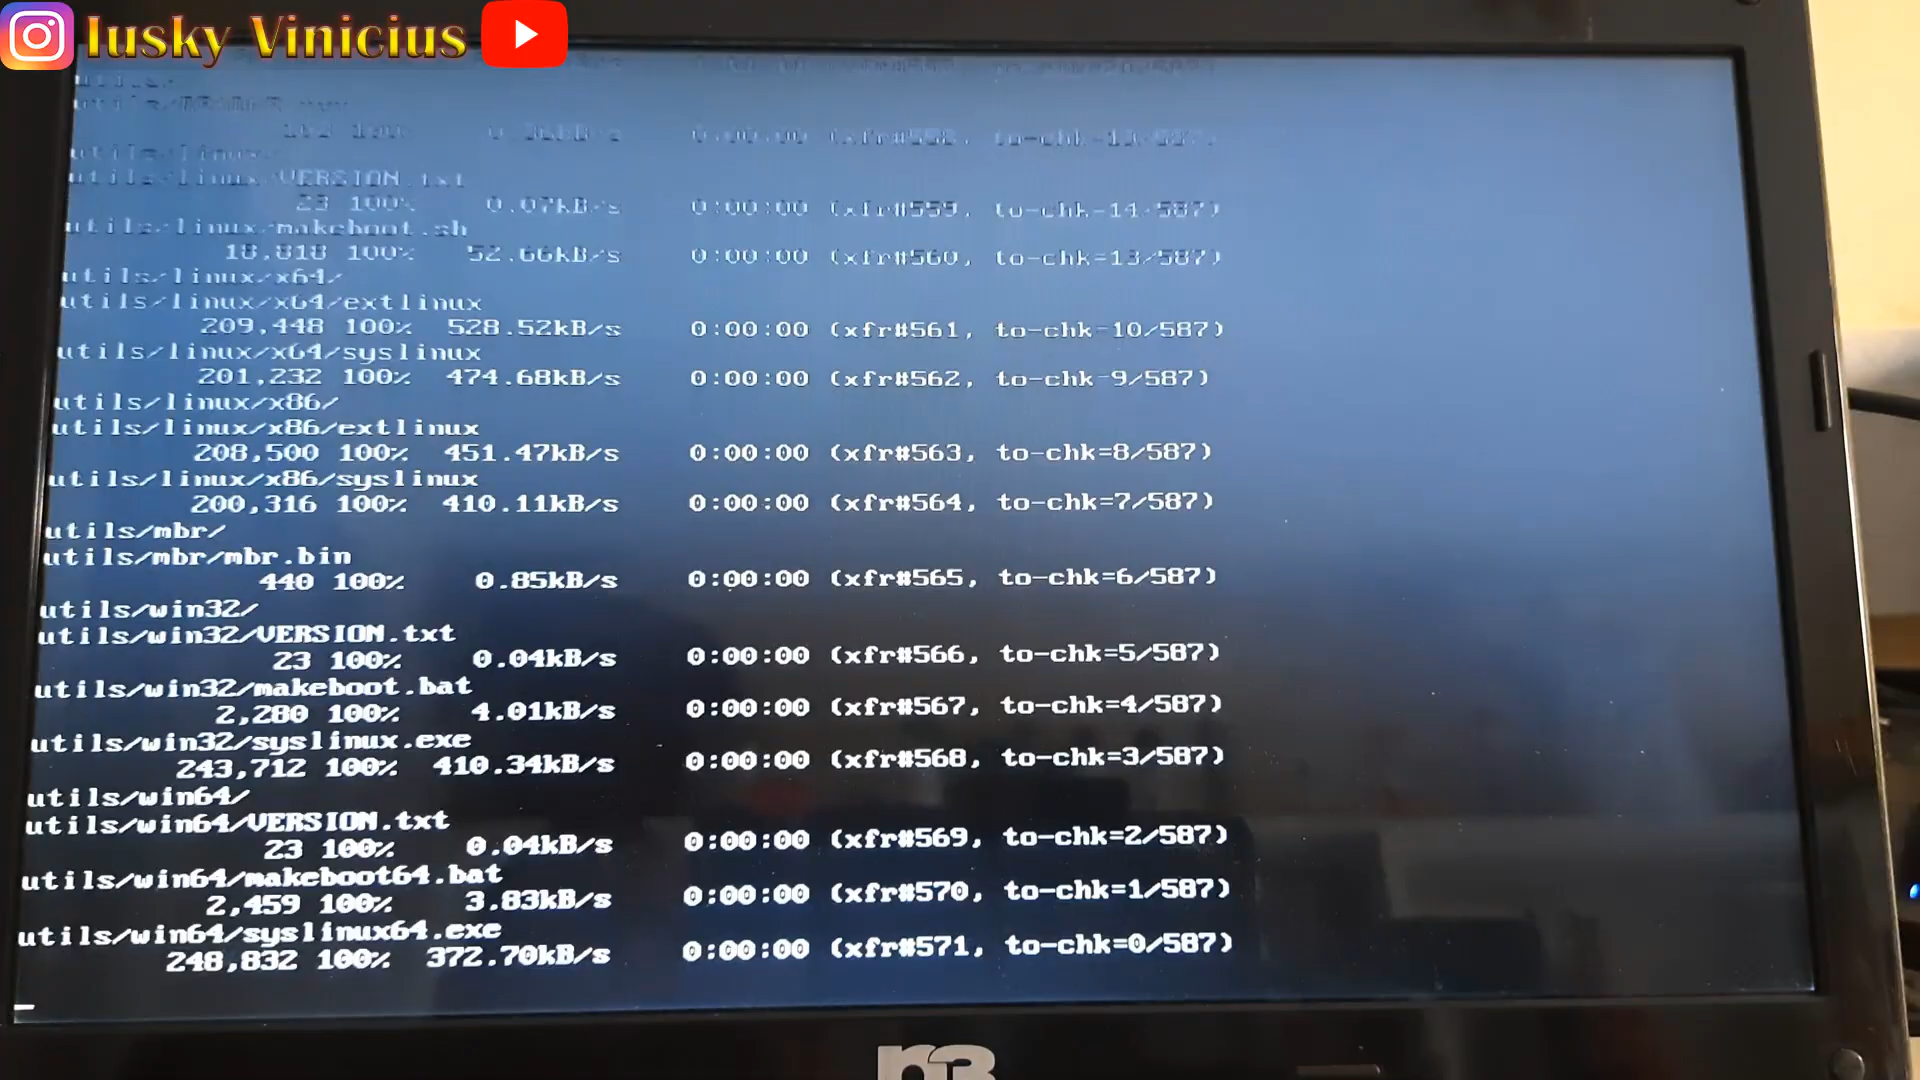 Iusky Vinicius
utils/linux/
utils/linux/VERSION.txt
23 100% 0.07kB/s 0:00:00 (xfr#559, to-chk=14/587)
utils/linux/makeboot.sh
18,818 100% 52.66kB/s 0:00:00 (xfr#560, to-chk=13/587)
utils/linux/x64/
utils/linux/x64/extlinux
209,448 100% 528.52kB/s 0:00:00 (xfr#561, to-chk=10/587)
utils/linux/x64/syslinux
201,232 100% 474.68kB/s 0:00:00 (xfr#562, to-chk=9/587)
utils/linux/x86/
utils/linux/x86/extlinux
208,500 100% 451.47kB/s 0:00:00 (xfr#563, to-chk=8/587)
utils/linux/x86/syslinux
200,316 100% 410.11kB/s 0:00:00 (xfr#564, to-chk=7/587)
utils/mbr/
utils/mbr/mbr.bin
440 100% 0.85kB/s 0:00:00 (xfr#565, to-chk=6/587)
utils/win32/
utils/win32/VERSION.txt
23 100% 0.04kB/s 0:00:00 (xfr#566, to-chk=5/587)
utils/win32/makeboot.bat
2,280 100% 4.01kB/s 0:00:00 (xfr#567, to-chk=4/587)
utils/win32/syslinux.exe
243,712 100% 410.34kB/s 0:00:00 (xfr#568, to-chk=3/587)
utils/win64/
utils/win64/VERSION.txt
23 100% 0.04kB/s 0:00:00 (xfr#569, to-chk=2/587)
utils/win64/makeboot64.bat
2,459 100% 3.83kB/s 0:00:00 (xfr#570, to-chk=1/587)
utils/win64/syslinux64.exe
248,832 100% 372.70kB/s 0:00:00 (xfr#571, to-chk=0/587)
_